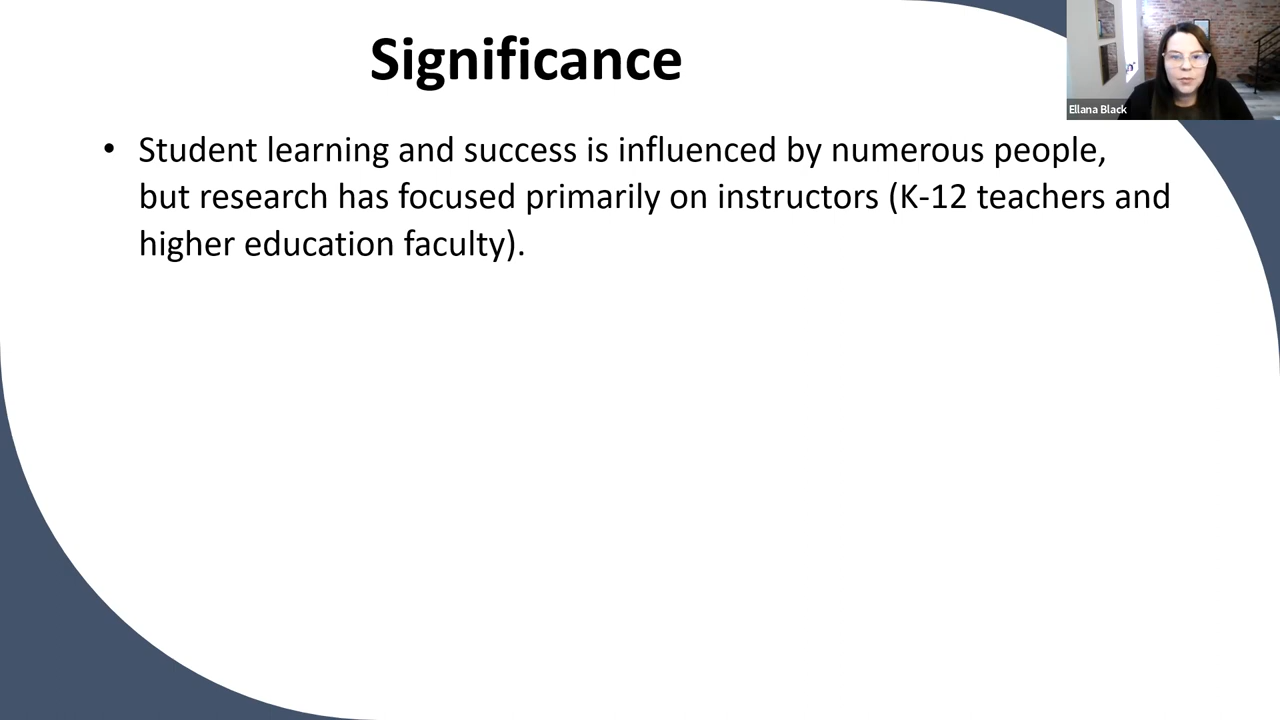 Significance
Ellana Black
• Student learning and success is influenced by numerous people,
but research has focused primarily on instructors (K-12 teachers and
higher education faculty).